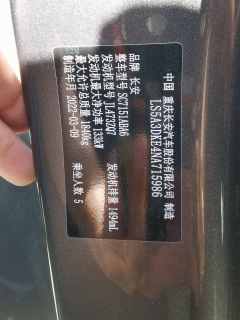 中国 重庆长安汽车股份有限公司 制造
LS5A3DKE4NA715986
品牌 长安
整车型号 SC7151ABA6
发动机型号 JL473ZQ7 发动机排量 1494mL
发动机最大净功率 133kW
最大允许总质量 1840kg
制造年月 2022-03-09 乘坐人数 5